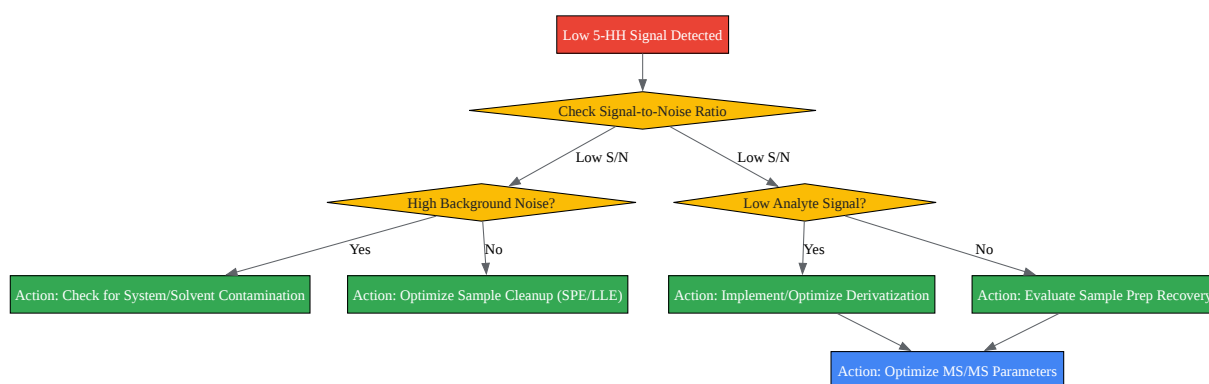 Low 5-HH Signal Detected
Check Signal-to-Noise Ratio
Low S/N
Low S/N
High Background Noise?
Low Analyte Signal?
Yes
No
Yes
No
Action: Check for System/Solvent Contamination
Action: Optimize Sample Cleanup (SPE/LLE)
Action: Implement/Optimize Derivatization
Action: Evaluate Sample Prep Recovery
Action: Optimize MS/MS Parameters